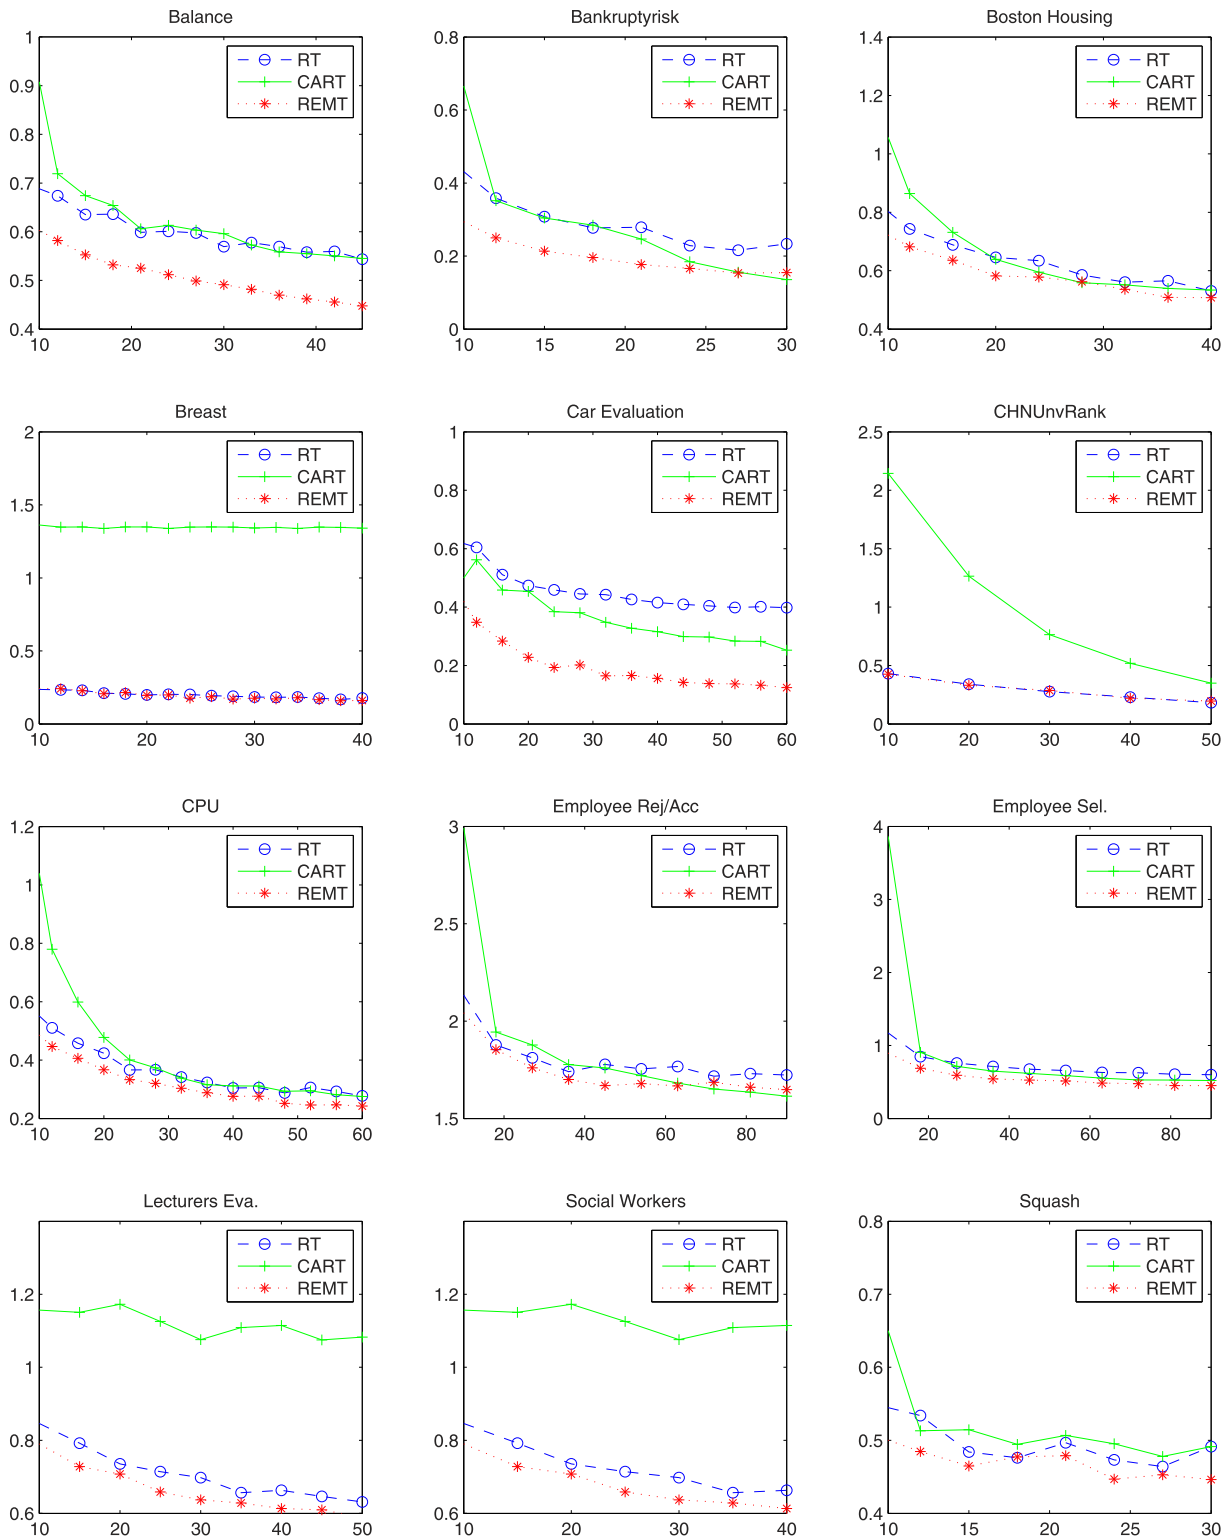 Balance
Bankruptyrisk
Boston Housing
1
0.9
0.8
0.7
0.6
0.5
0.4
10 20 30 40
RT
CART
REMT
0.8
0.6
0.4
0.2
0
10 15 20 25 30
RT
CART
REMT
1.4
1.2
1
0.8
0.6
0.4
10 20 30 40
RT
CART
REMT
Breast
Car Evaluation
CHNUnvRank
2
1.5
1
0.5
0
10 20 30 40
RT
CART
REMT
1
0.8
0.6
0.4
0.2
0
10 20 30 40 50 60
RT
CART
REMT
2.5
2
1.5
1
0.5
0
10 20 30 40 50
RT
CART
REMT
CPU
Employee Rej/Acc
Employee Sel.
1.2
1
0.8
0.6
0.4
0.2
10 20 30 40 50 60
RT
CART
REMT
3
2.5
2
1.5
20 40 60 80
RT
CART
REMT
4
3
2
1
0
20 40 60 80
RT
CART
REMT
Lecturers Eva.
Social Workers
Squash
1.2
1
0.8
0.6
10 20 30 40 50
RT
CART
REMT
1.2
1
0.8
0.6
10 15 20 25 30 35 40
RT
CART
REMT
0.8
0.7
0.6
0.5
0.4
10 15 20 25 30
RT
CART
REMT